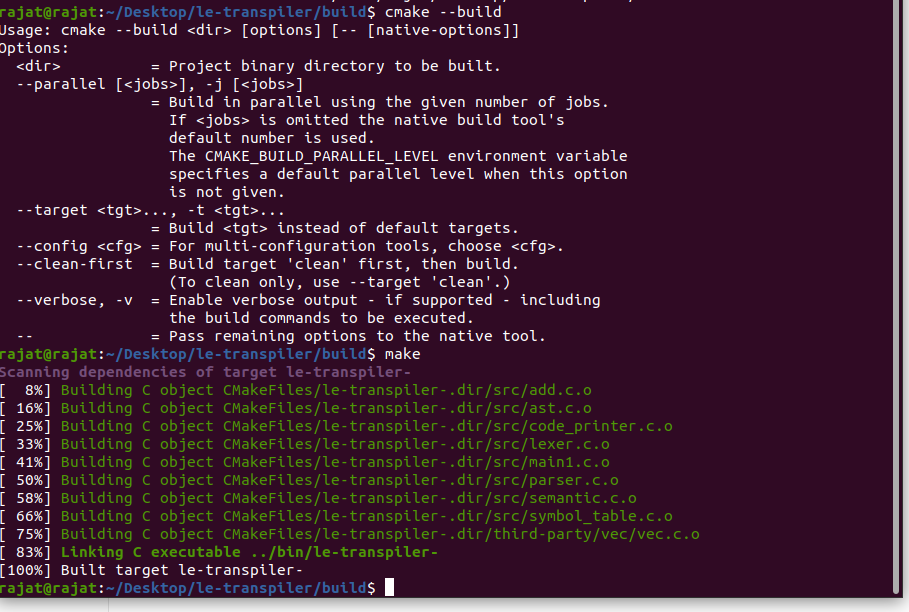 rajat@rajat:~/Desktop/le-transpiler/build$ cmake --build
Usage: cmake --build <dir> [options] [-- [native-options]]
Options:
  <dir>          = Project binary directory to be built.
  --parallel [<jobs>], -j [<jobs>]
                 = Build in parallel using the given number of jobs.
                   If <jobs> is omitted the native build tool's
                   default number is used.
                   The CMAKE_BUILD_PARALLEL_LEVEL environment variable
                   specifies a default parallel level when this option
                   is not given.
  --target <tgt>..., -t <tgt>...
                 = Build <tgt> instead of default targets.
  --config <cfg> = For multi-configuration tools, choose <cfg>.
  --clean-first  = Build target 'clean' first, then build.
                   (To clean only, use --target 'clean'.)
  --verbose, -v  = Enable verbose output - if supported - including
                   the build commands to be executed.
  --             = Pass remaining options to the native tool.
rajat@rajat:~/Desktop/le-transpiler/build$ make
Scanning dependencies of target le-transpiler-
[  8%] Building C object CMakeFiles/le-transpiler-.dir/src/add.c.o
[ 16%] Building C object CMakeFiles/le-transpiler-.dir/src/ast.c.o
[ 25%] Building C object CMakeFiles/le-transpiler-.dir/src/code_printer.c.o
[ 33%] Building C object CMakeFiles/le-transpiler-.dir/src/lexer.c.o
[ 41%] Building C object CMakeFiles/le-transpiler-.dir/src/main1.c.o
[ 50%] Building C object CMakeFiles/le-transpiler-.dir/src/parser.c.o
[ 58%] Building C object CMakeFiles/le-transpiler-.dir/src/semantic.c.o
[ 66%] Building C object CMakeFiles/le-transpiler-.dir/src/symbol_table.c.o
[ 75%] Building C object CMakeFiles/le-transpiler-.dir/third-party/vec/vec.c.o
[ 83%] Linking C executable ../bin/le-transpiler-
[100%] Built target le-transpiler-
rajat@rajat:~/Desktop/le-transpiler/build$